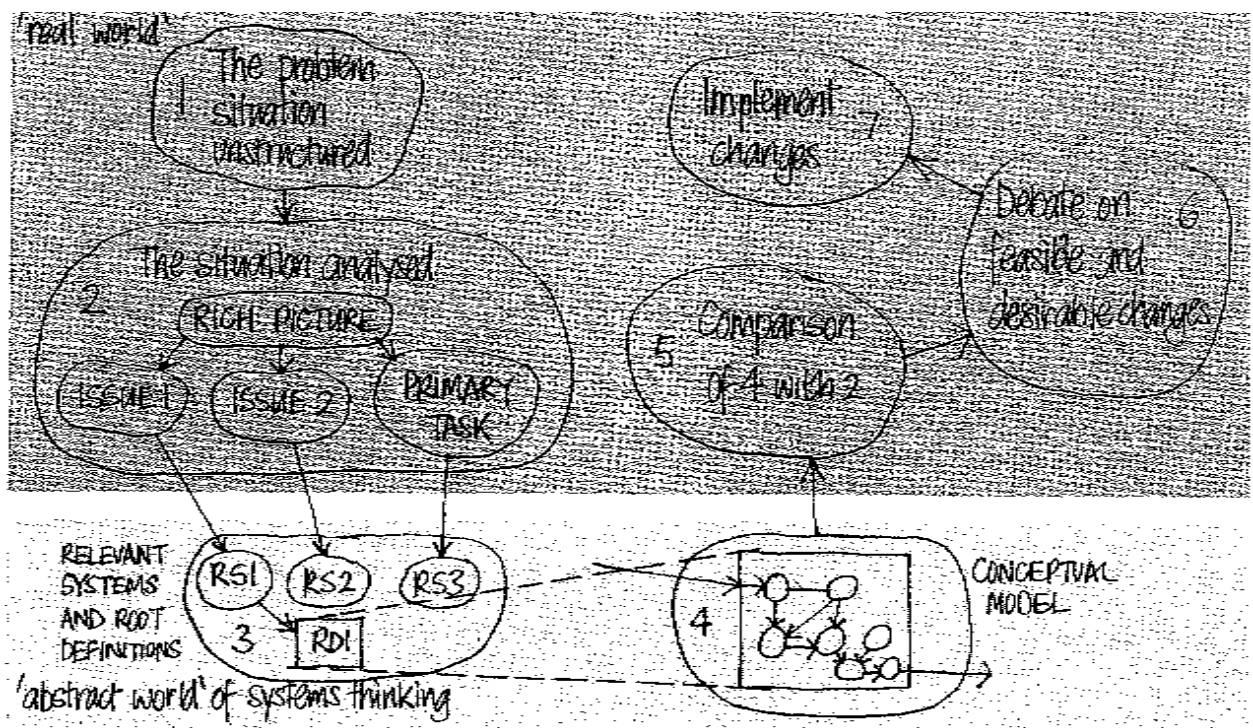 'real world'
1
The problem
situation
unstructured
2
The situation analysed
RICH PICTURE
ISSUE 1
ISSUE 2
PRIMARY
TASK
RELEVANT
SYSTEMS
AND ROOT
DEFINITIONS
RS1
RS2
RS3
3
RD1
4
CONCEPTUAL
MODEL
5
Comparison
of 4 with 2
6
Debate on
feasible and
desirable changes
Implement
changes
7
'abstract world' of systems thinking